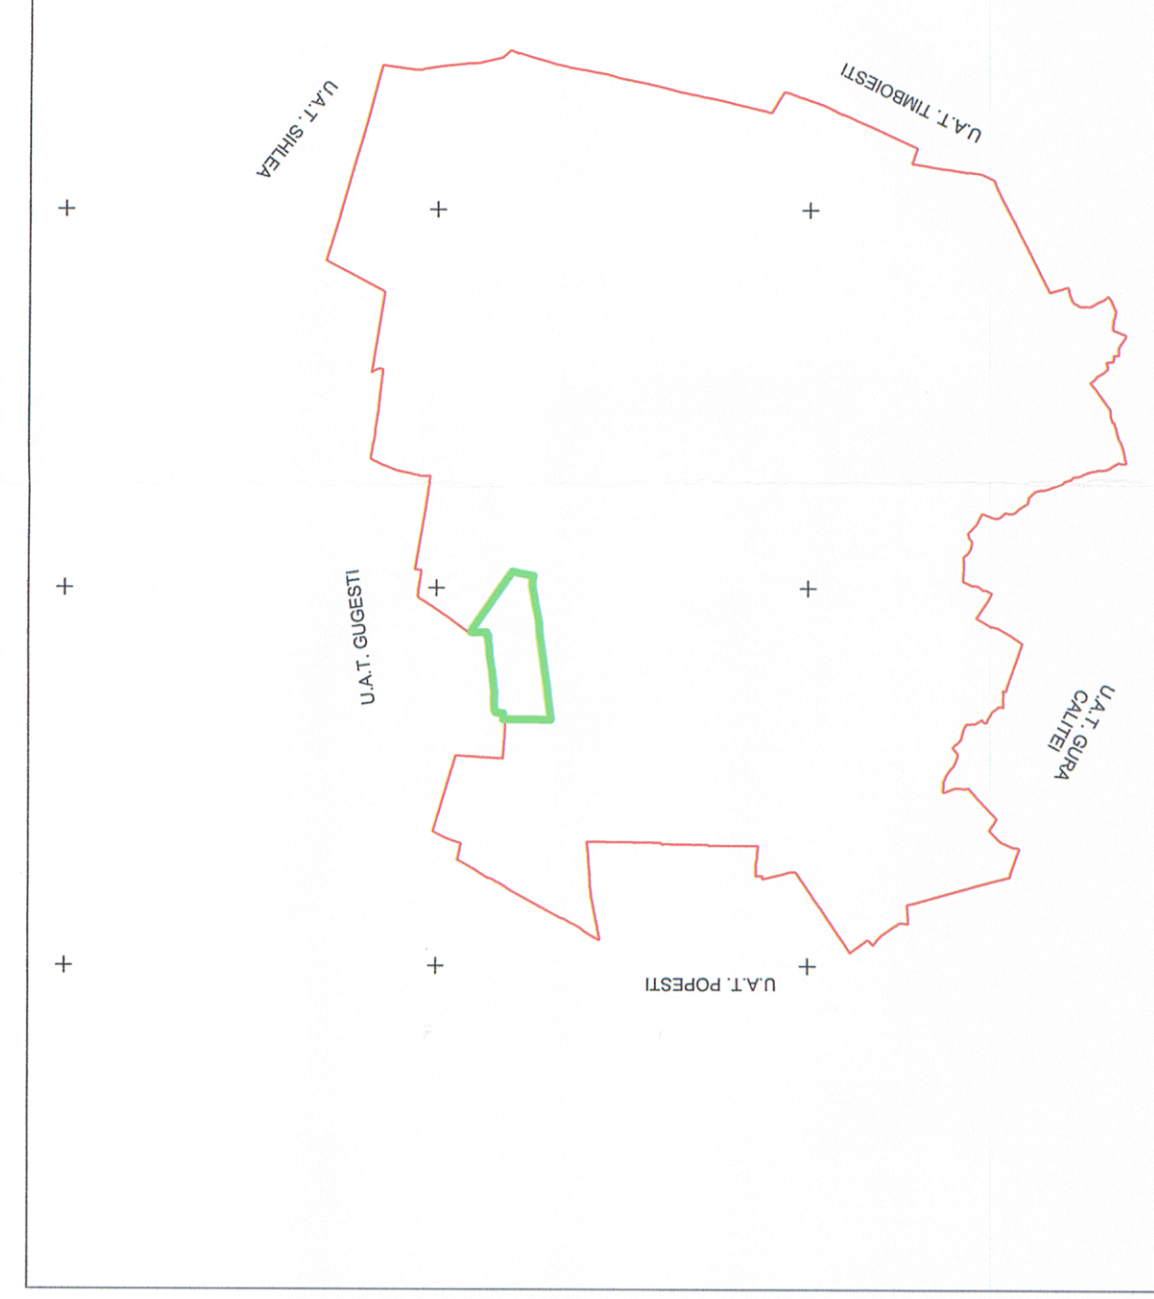 U.A.T. SIHLEA
U.A.T. TIMBOIESTI
U.A.T. GUGESTI
U.A.T. GURA
CALITEI
U.A.T. POPESTI